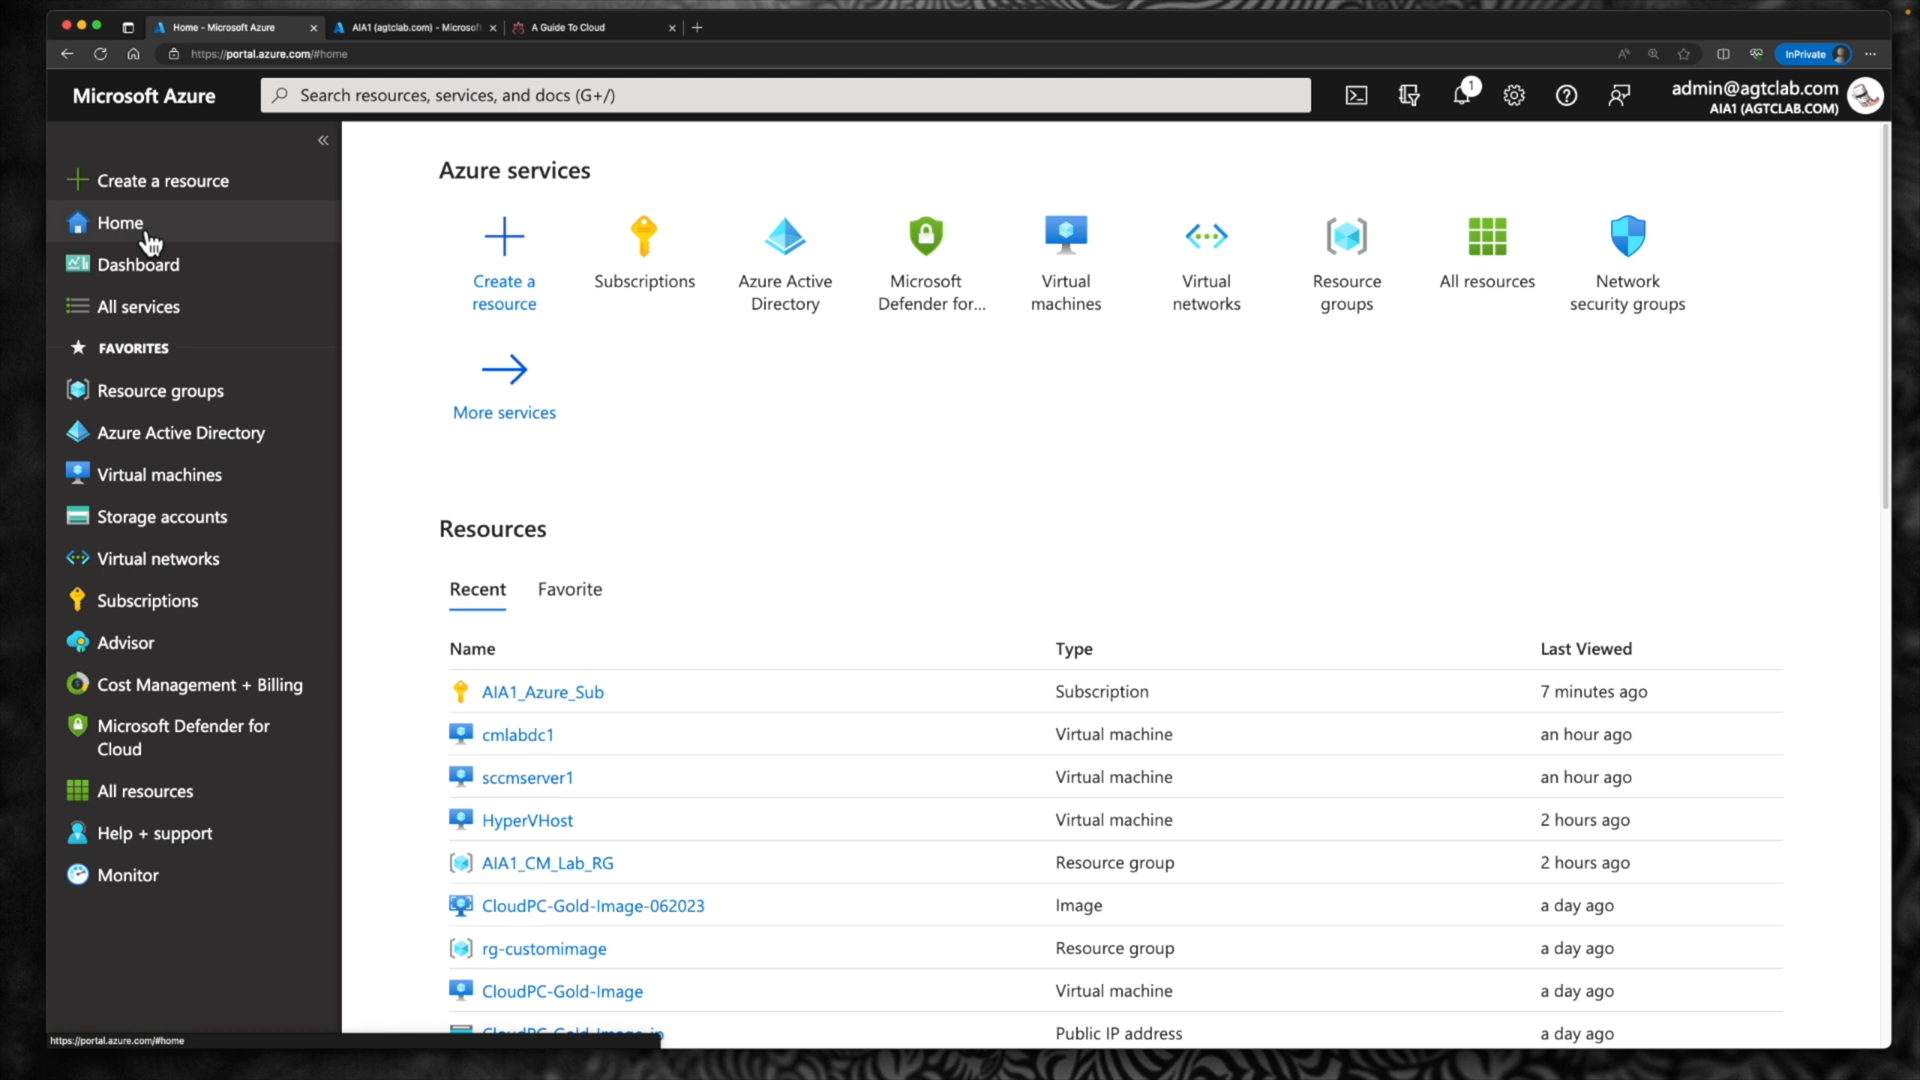 Home - Microsoft Azure
AIA1 (agtclab.com) - Microsof
A Guide To Cloud
https://portal.azure.com/#home
InPrivate
Microsoft Azure
Search resources, services, and docs (G+/)
1
admin@agtclab.com
AIA1 (AGTCLAB.COM)
Create a resource
Home
Dashboard
All services
FAVORITES
Resource groups
Azure Active Directory
Virtual machines
Storage accounts
Virtual networks
Subscriptions
Advisor
Cost Management + Billing
Microsoft Defender for
Cloud
All resources
Help + support
Monitor
Azure services
Create a
resource
Subscriptions
Azure Active
Directory
Microsoft
Defender for...
Virtual
machines
Virtual
networks
Resource
groups
All resources
Network
security groups
More services
Resources
Recent Favorite
Name Type Last Viewed
AIA1_Azure_Sub Subscription 7 minutes ago
cmlabdc1 Virtual machine an hour ago
sccmserver1 Virtual machine an hour ago
HyperVHost Virtual machine 2 hours ago
AIA1_CM_Lab_RG Resource group 2 hours ago
CloudPC-Gold-Image-062023 Image a day ago
rg-customimage Resource group a day ago
CloudPC-Gold-Image Virtual machine a day ago
CloudPC-Gold-Image-ip Public IP address a day ago
https://portal.azure.com/#home